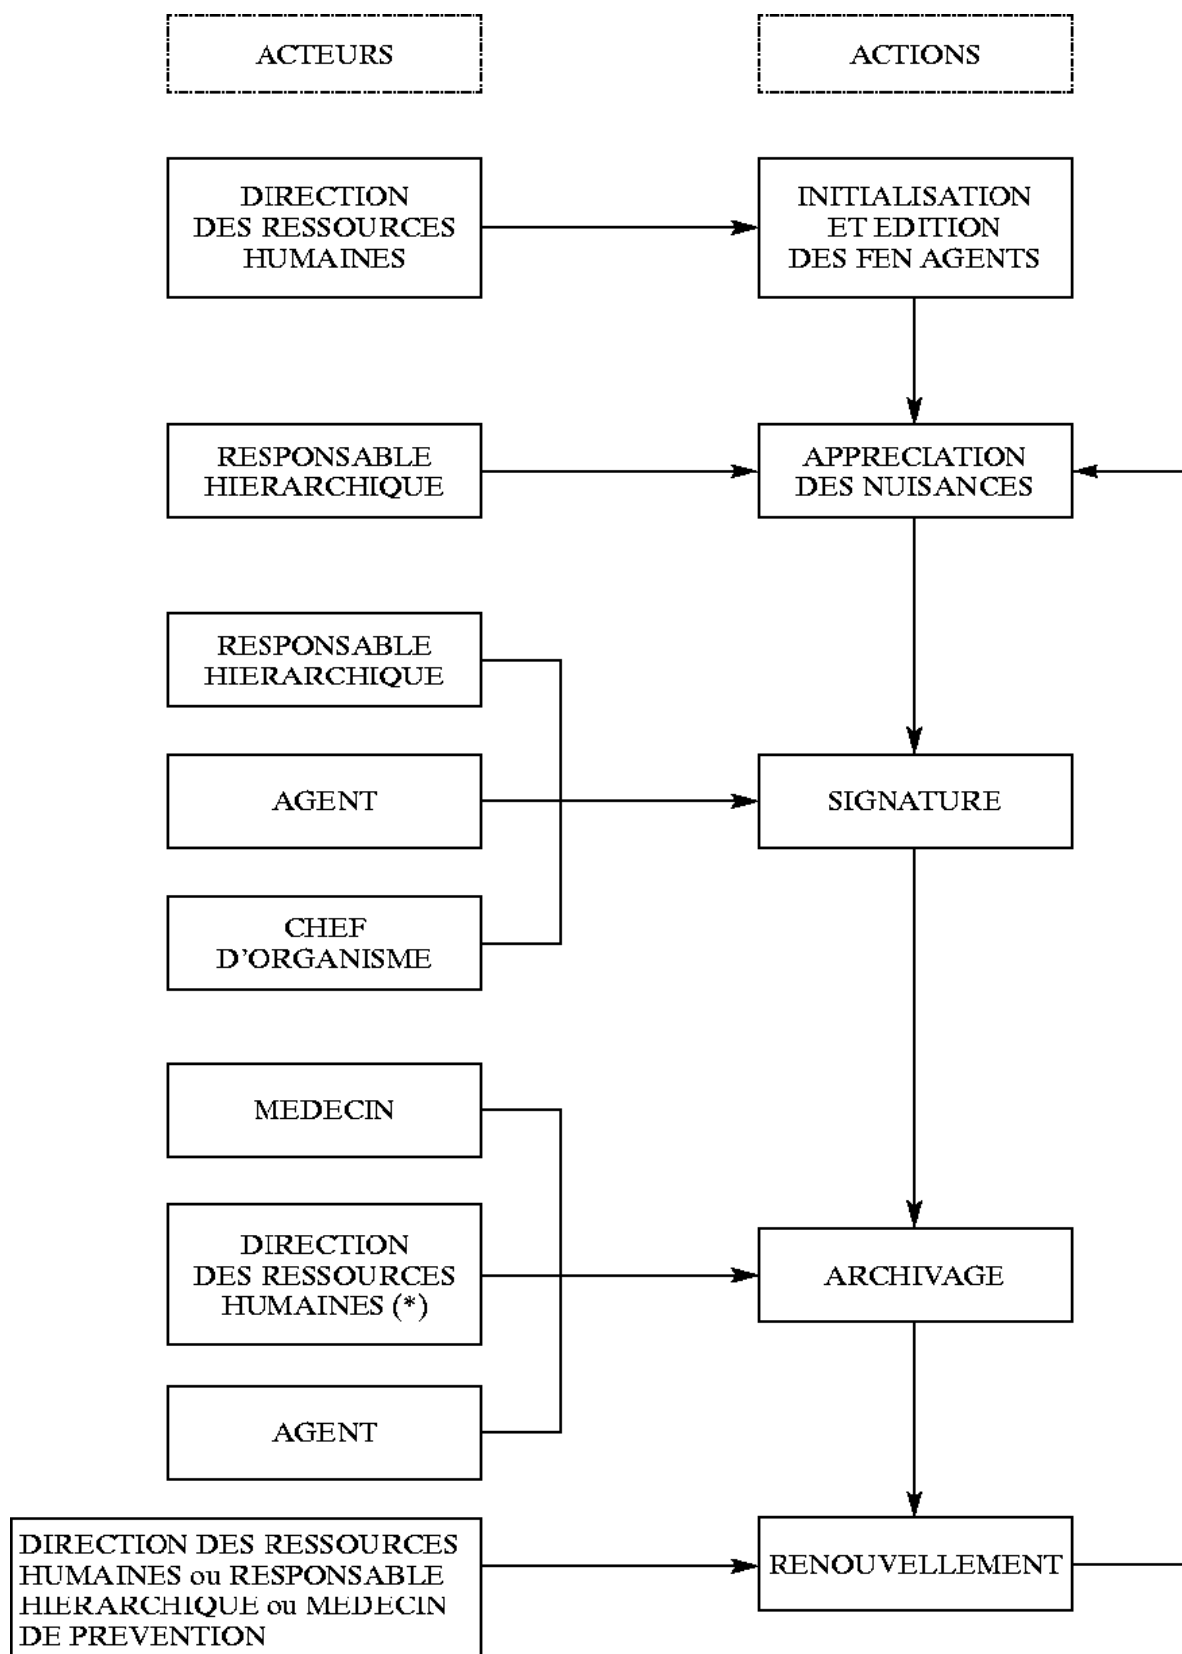 ACTEURS
ACTIONS
DIRECTION
DES RESSOURCES
HUMAINES
INITIALISATION
ET EDITION
DES FEN AGENTS
RESPONSABLE
HIERARCHIQUE
APPRECIATION
DES NUISANCES
RESPONSABLE
HIERARCHIQUE
AGENT
SIGNATURE
CHEF
D'ORGANISME
MEDECIN
DIRECTION
DES RESSOURCES
HUMAINES (*)
ARCHIVAGE
AGENT
DIRECTION DES RESSOURCES
HUMAINES ou RESPONSABLE
HIERARCHIQUE ou MEDECIN
DE PREVENTION
RENOUVELLEMENT